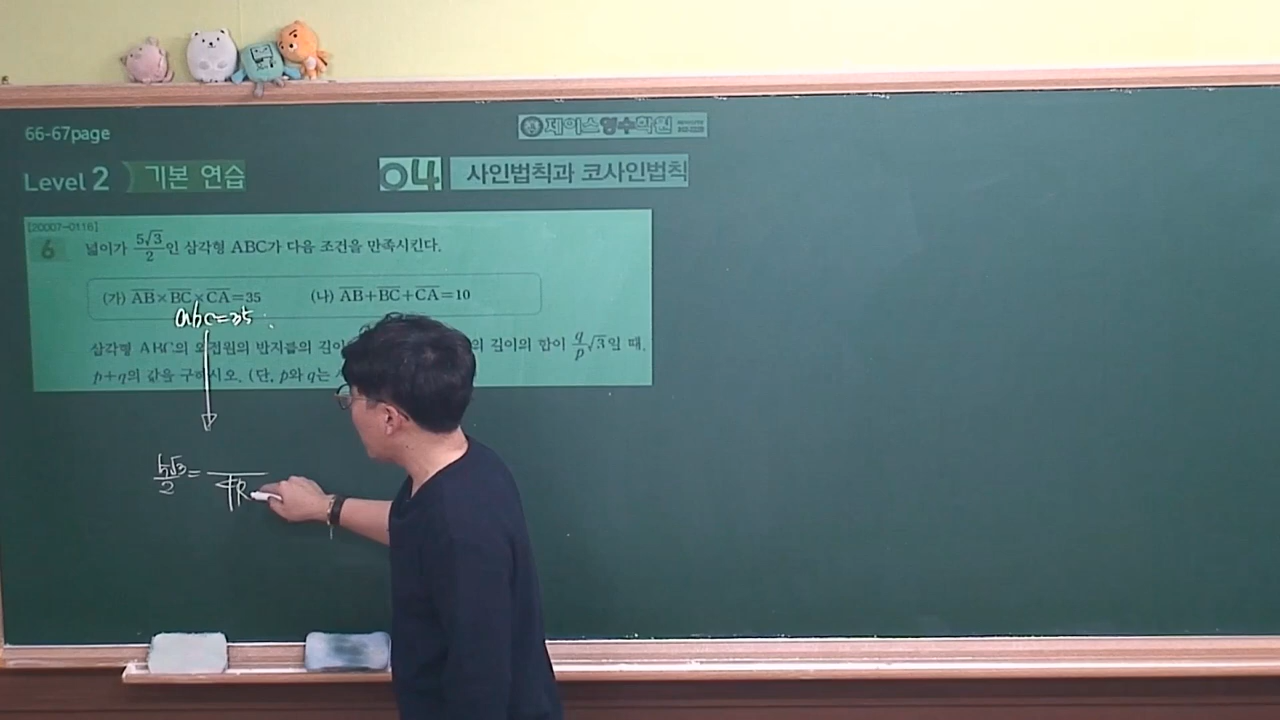 66-67page
제이스영수학원
Level 2 기본 연습
04 사인법칙과 코사인법칙
[20007-0116]
6 넓이가 5√3/2인 삼각형 ABC가 다음 조건을 만족시킨다.
(가) AB×BC×CA=35 (나) AB+BC+CA=10
abc=35
삼각형 ABC의 외접원의 반지름의 길이 의 길이의 합이 q/p√3일 때,
p+q의 값을 구하시오. (단, p와 q는
5√3/2 = /4R